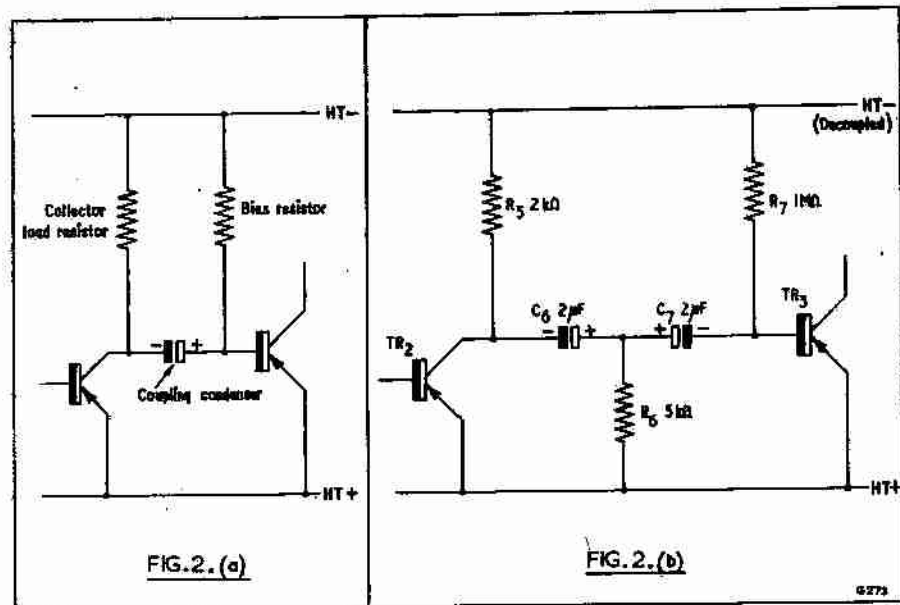 HT−
Collector
load resistor
Bias resistor
− +
Coupling condenser
HT+
FIG.2.(a)
HT−
(Decoupled)
R5 2kΩ
R7 1MΩ
TR2
C6 2μF
− +
C7 2μF
+ −
TR3
R6 5kΩ
HT+
FIG.2.(b)
G273